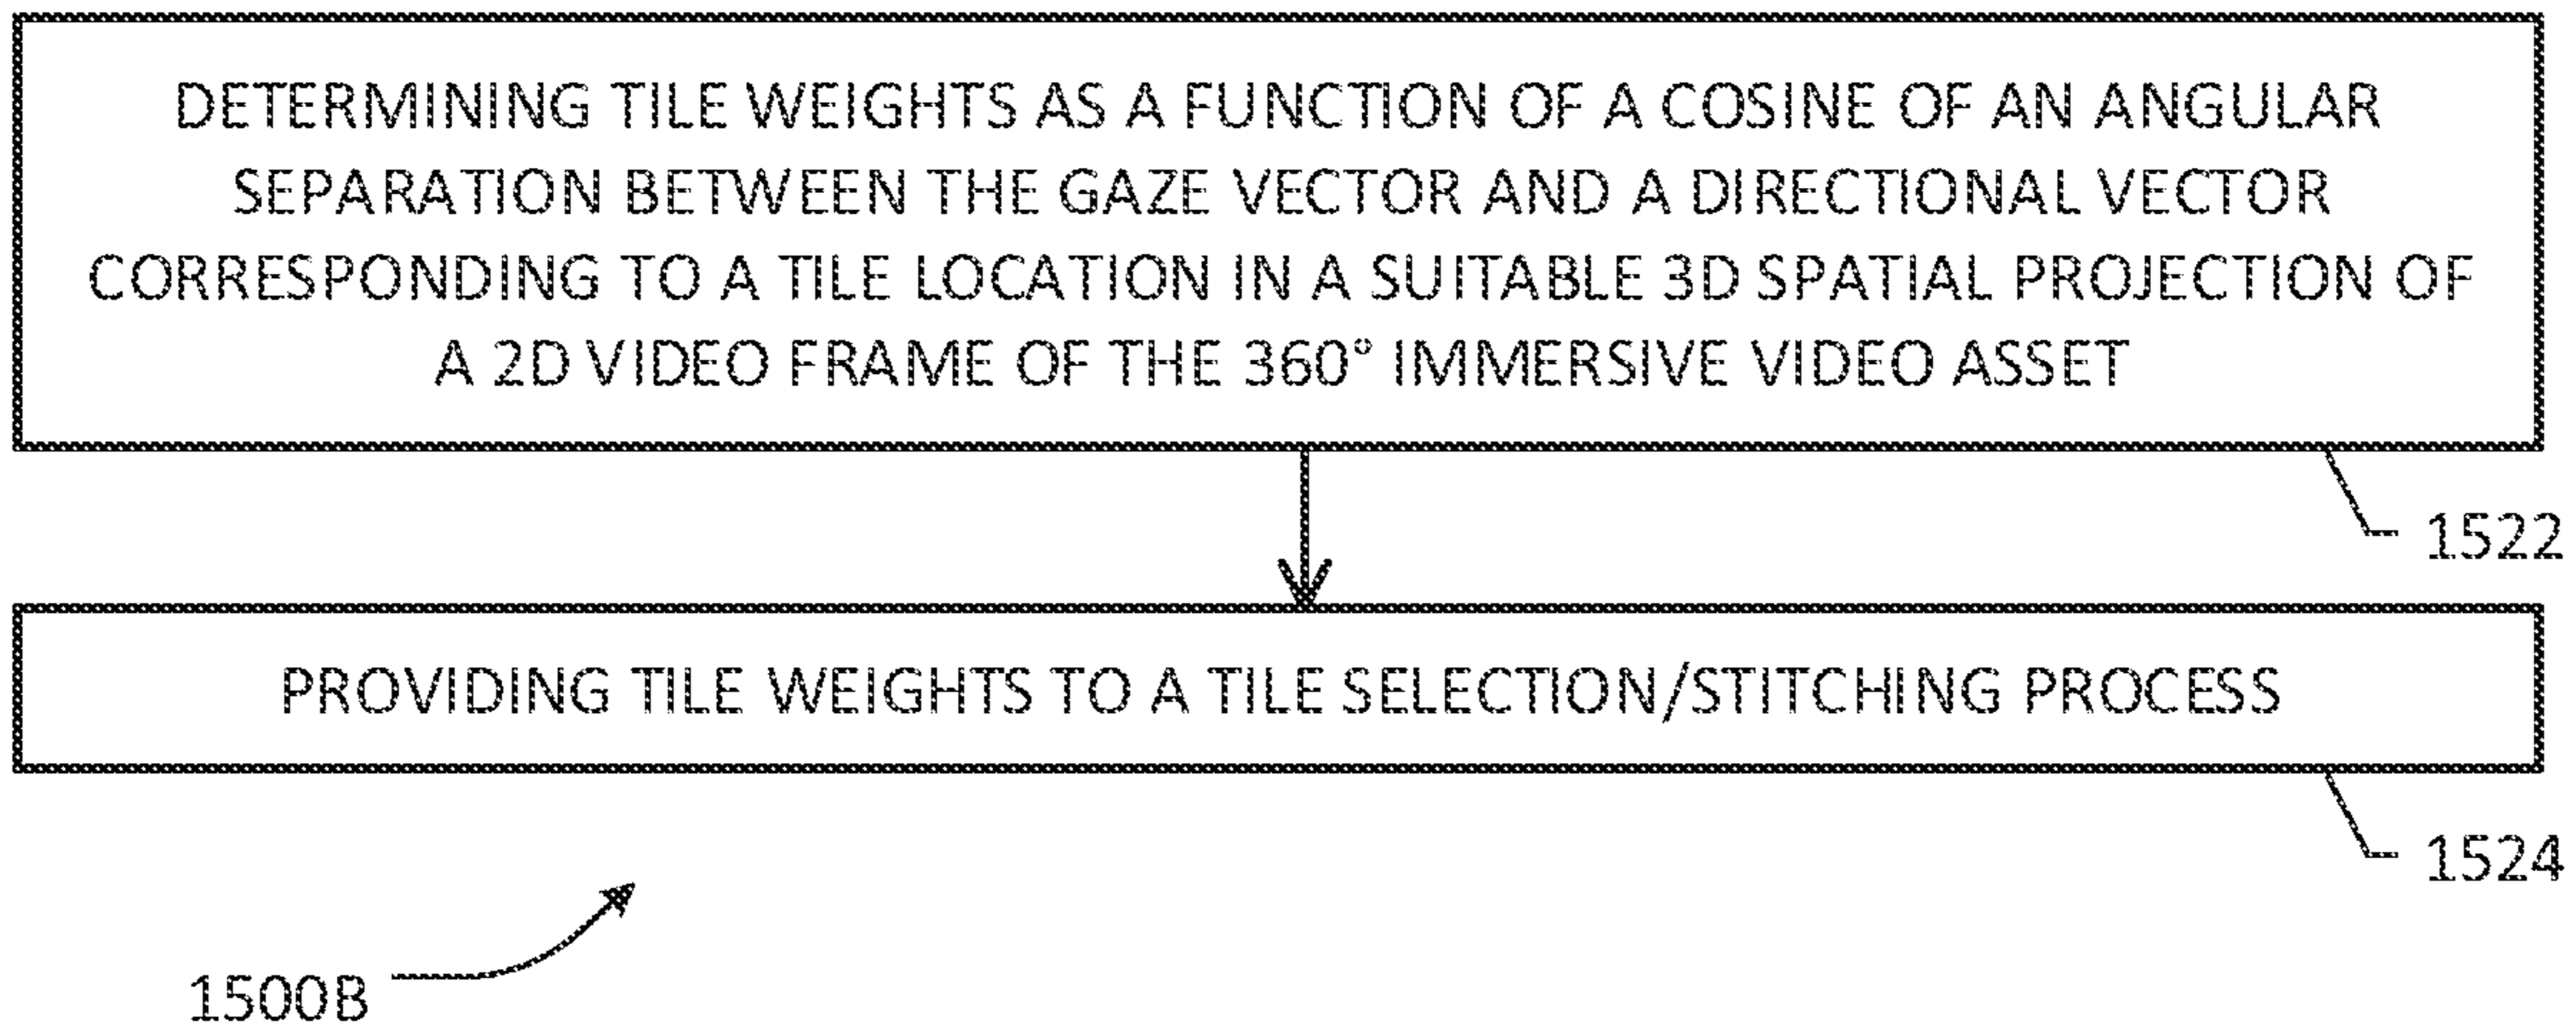 DETERMINING TILE WEIGHTS AS A FUNCTION OF A COSINE OF AN ANGULAR
SEPARATION BETWEEN THE GAZE VECTOR AND A DIRECTIONAL VECTOR
CORRESPONDING TO A TILE LOCATION IN A SUITABLE 3D SPATIAL PROJECTION OF
A 2D VIDEO FRAME OF THE 360° IMMERSIVE VIDEO ASSET
1522
PROVIDING TILE WEIGHTS TO A TILE SELECTION/STITCHING PROCESS
1524
1500B